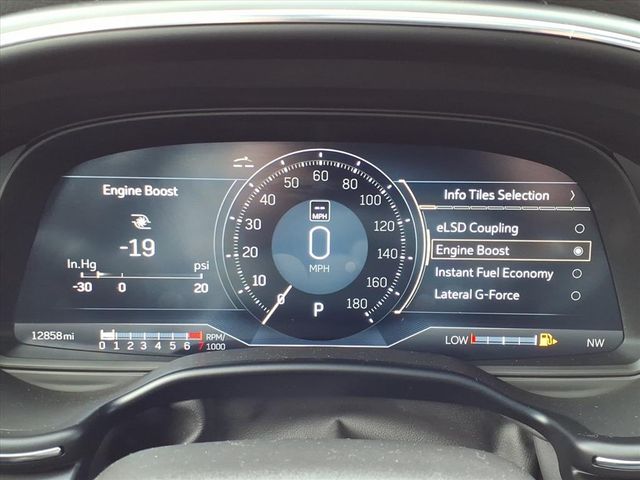 Engine Boost
-19
In.Hg psi
-30 0 20
12858 mi
0 1 2 3 4 5 6 7 RPM/1000
0 10 20 30 40 50 60 80 100 120 140 160 180
MPH
0
MPH
P
Info Tiles Selection
eLSD Coupling
Engine Boost
Instant Fuel Economy
Lateral G-Force
LOW
NW